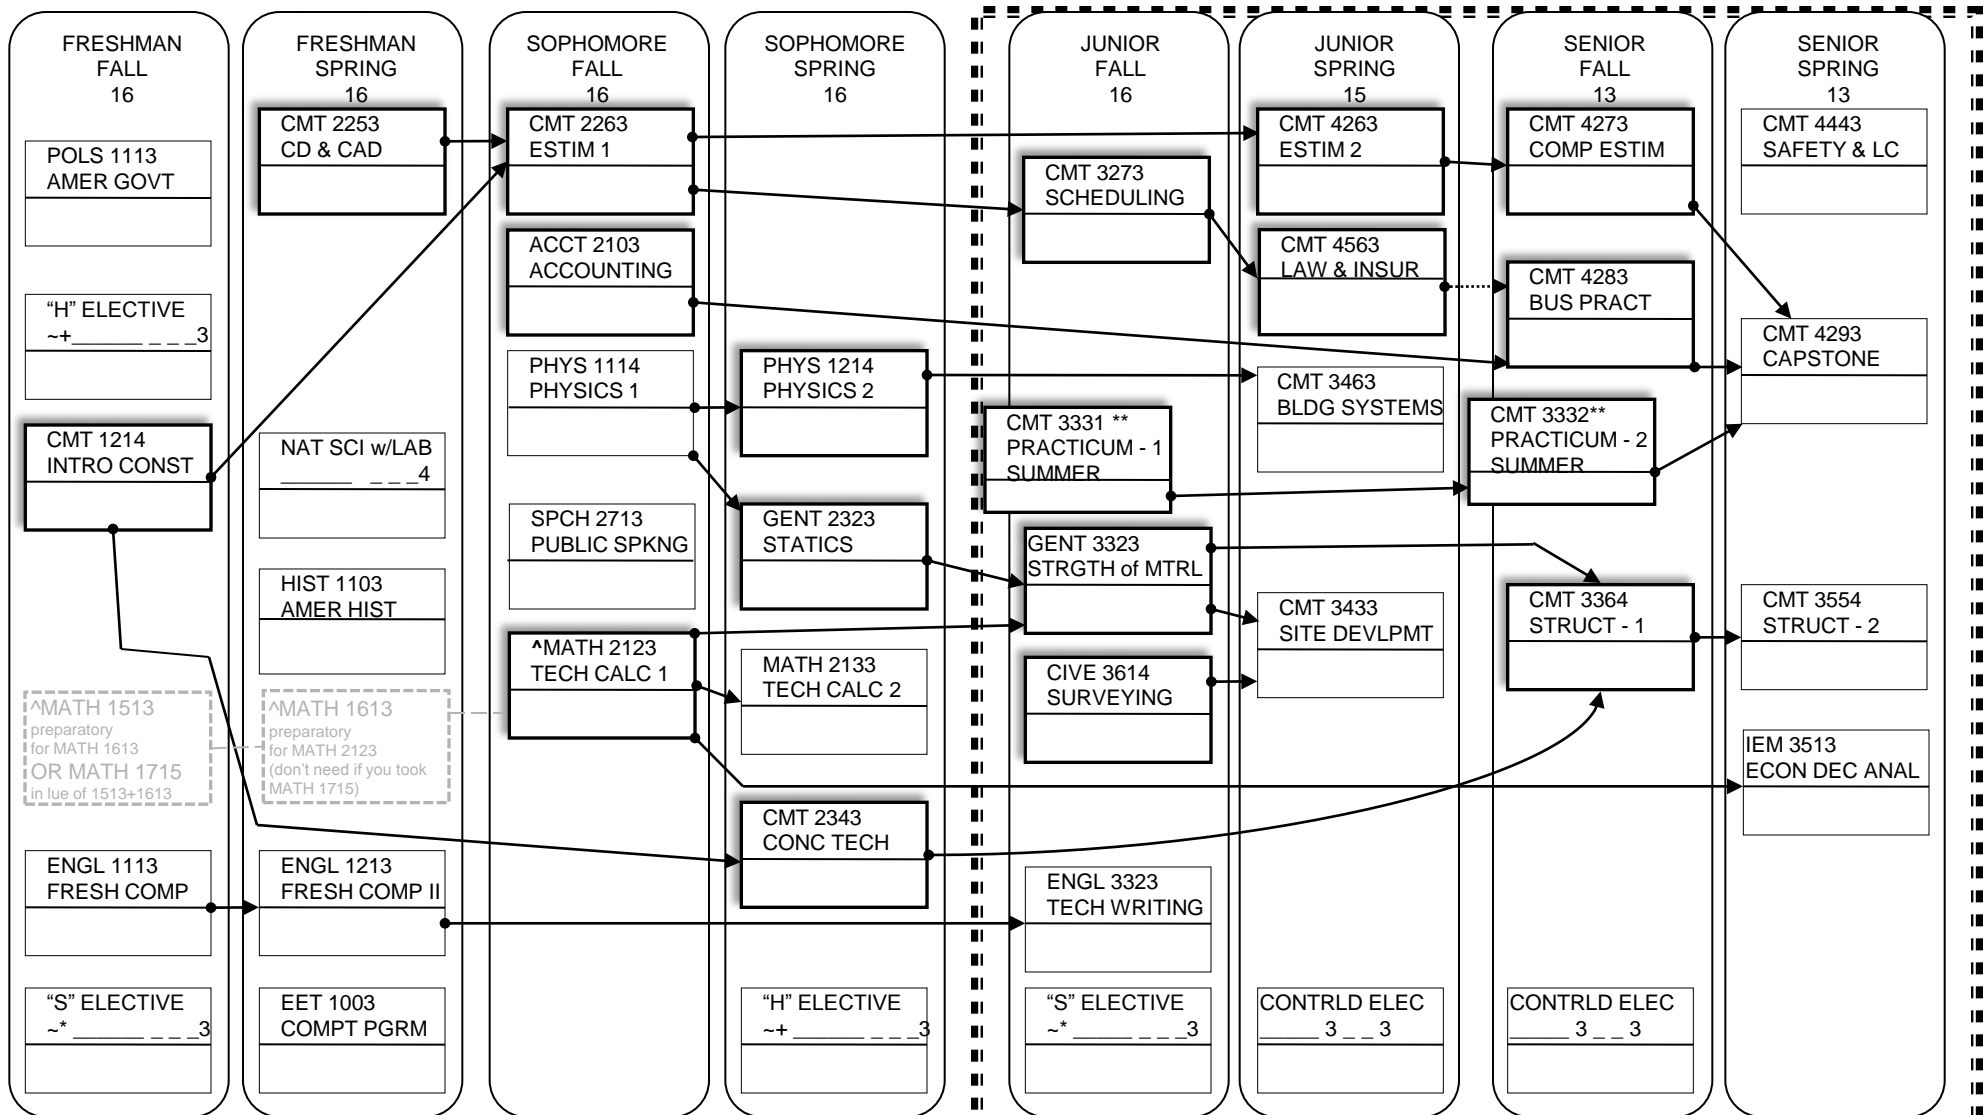 FRESHMAN
FALL
16
POLS 1113
AMER GOVT
“H” ELECTIVE
~+______ _ _ _3
CMT 1214
INTRO CONST
^MATH 1513
preparatory
for MATH 1613
OR MATH 1715
in lue of 1513+1613
ENGL 1113
FRESH COMP
“S” ELECTIVE
~* ______ _ _ _3
FRESHMAN
SPRING
16
CMT 2253
CD & CAD
NAT SCI w/LAB
______ _ _ _4
HIST 1103
AMER HIST
^MATH 1613
preparatory
for MATH 2123
(don't need if you took
MATH 1715)
ENGL 1213
FRESH COMP II
EET 1003
COMPT PGRM
SOPHOMORE
FALL
16
CMT 2263
ESTIM 1
ACCT 2103
ACCOUNTING
PHYS 1114
PHYSICS 1
SPCH 2713
PUBLIC SPKNG
^MATH 2123
TECH CALC 1
SOPHOMORE
SPRING
16
PHYS 1214
PHYSICS 2
GENT 2323
STATICS
MATH 2133
TECH CALC 2
CMT 2343
CONC TECH
“H” ELECTIVE
~+ ______ _ _ _3
JUNIOR
FALL
16
CMT 3273
SCHEDULING
CMT 3331 **
PRACTICUM - 1
SUMMER
GENT 3323
STRGTH of MTRL
CIVE 3614
SURVEYING
ENGL 3323
TECH WRITING
“S” ELECTIVE
~* _____ _ _ _3
JUNIOR
SPRING
15
CMT 4263
ESTIM 2
CMT 4563
LAW & INSUR
CMT 3463
BLDG SYSTEMS
CMT 3433
SITE DEVLPMT
CONTRLD ELEC
_____ 3 _ _ 3
SENIOR
FALL
13
CMT 4273
COMP ESTIM
CMT 4283
BUS PRACT
CMT 3332**
PRACTICUM - 2
SUMMER
CMT 3364
STRUCT - 1
CONTRLD ELEC
_____ 3 _ _ 3
SENIOR
SPRING
13
CMT 4443
SAFETY & LC
CMT 4293
CAPSTONE
CMT 3554
STRUCT - 2
IEM 3513
ECON DEC ANAL